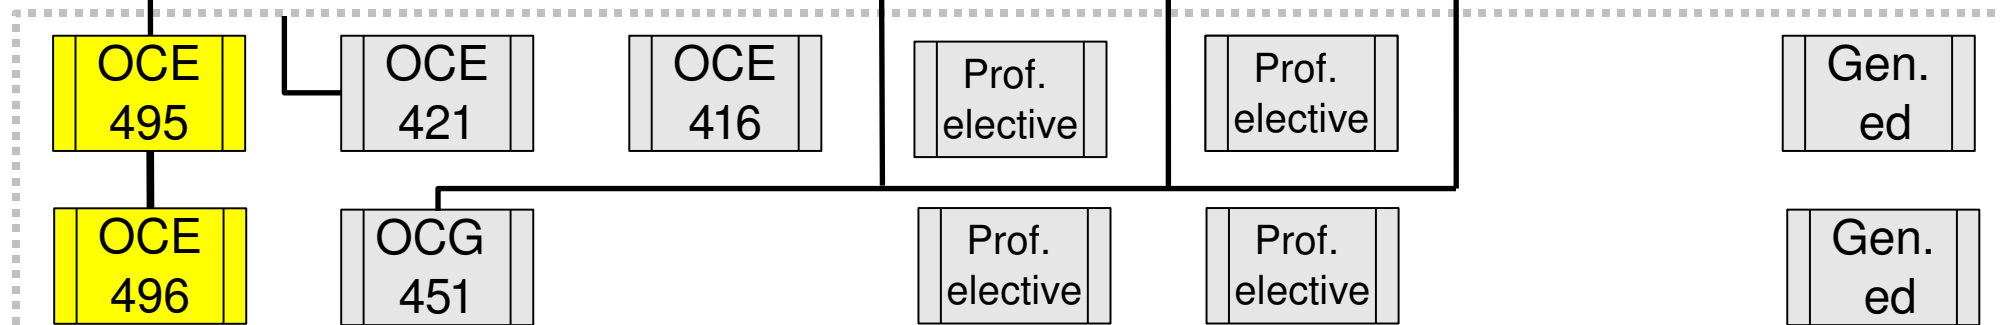 OCE
495
OCE
421
OCE
416
Prof.
elective
Prof.
elective
Gen.
ed
OCE
496
OCG
451
Prof.
elective
Prof.
elective
Gen.
ed